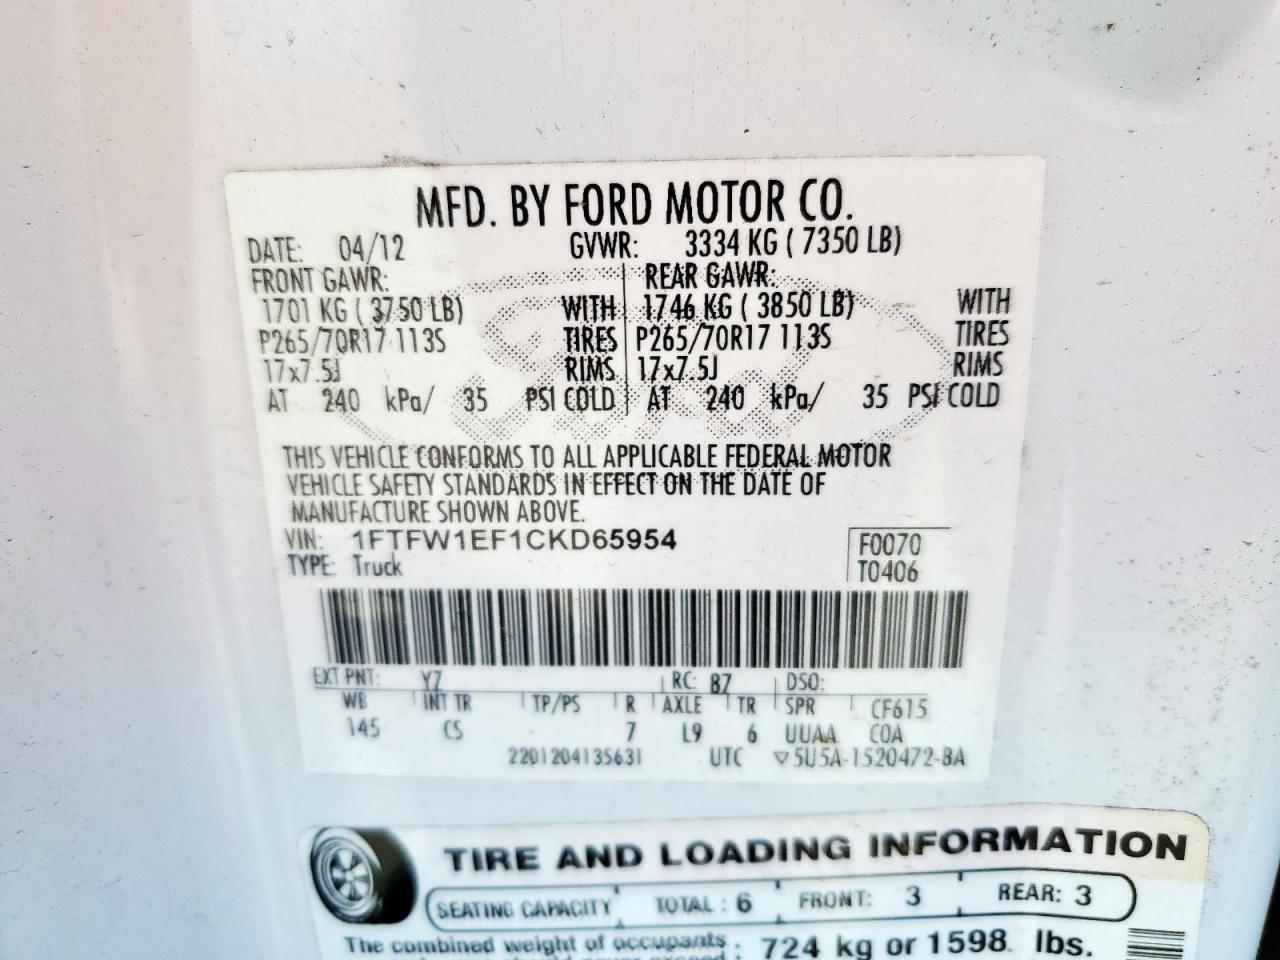 MFD. BY FORD MOTOR CO.
DATE: 04/12 GVWR: 3334 KG ( 7350 LB)
FRONT GAWR: REAR GAWR:
1701 KG ( 3750 LB) WITH 1746 KG ( 3850 LB) WITH
P265/70R17 113S TIRES P265/70R17 113S TIRES
17x7.5J RIMS 17x7.5J RIMS
AT 240 kPa/ 35 PSI COLD AT 240 kPa/ 35 PSI COLD
THIS VEHICLE CONFORMS TO ALL APPLICABLE FEDERAL MOTOR
VEHICLE SAFETY STANDARDS IN EFFECT ON THE DATE OF
MANUFACTURE SHOWN ABOVE.
VIN: 1FTFW1EF1CKD65954 F0070
TYPE: Truck T0406
EXT PNT: YZ RC: 87 DSO:
WB INT TR TP/PS R AXLE TR SPR CF615
145 CS 7 L9 6 UUAA COA
2201204135631 UTC ▽5U5A-1520472-BA
TIRE AND LOADING INFORMATION
SEATING CAPACITY TOTAL : 6 FRONT: 3 REAR: 3
The combined weight of occupants 724 kg or 1598 lbs.